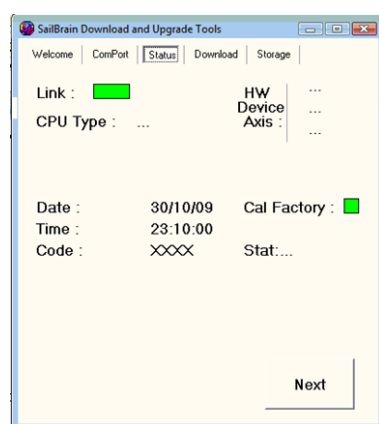 SailBrain Download and Upgrade Tools
Welcome ComPort Status Download Storage
Link :
CPU Type : ...
HW ...
Device ...
Axis : ...
Date : 30/10/09
Cal Factory :
Time : 23:10:00
Code : XXXX
Stat:...
Next